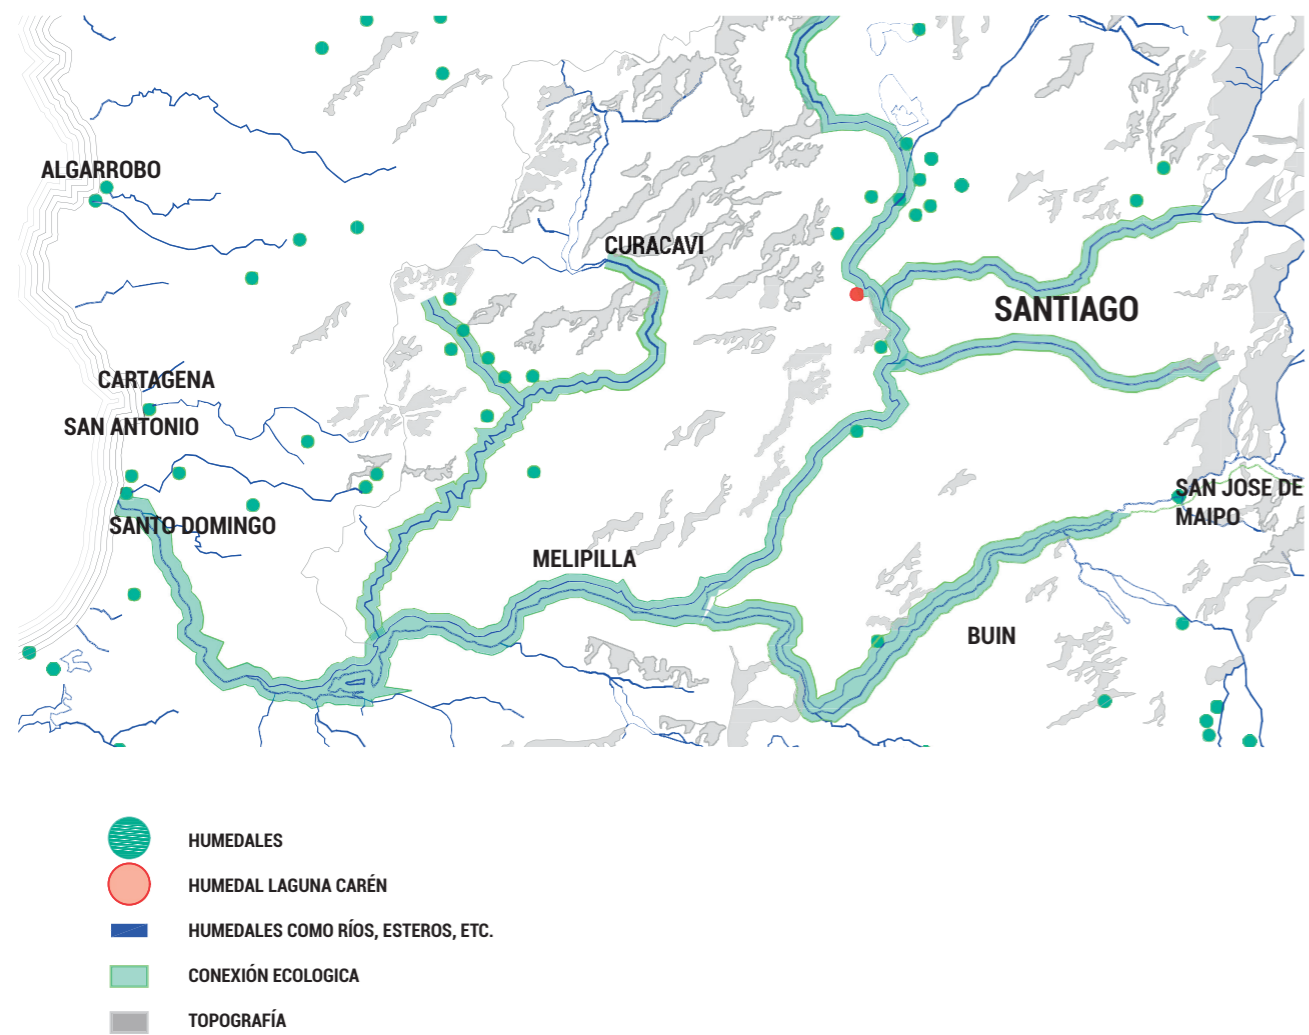 ALGARROBO
CURACAVI
SANTIAGO
CARTAGENA
SAN ANTONIO
SANTO DOMINGO
SAN JOSE DE
MAIPO
MELIPILLA
BUIN
HUMEDALES
HUMEDAL LAGUNA CARÉN
HUMEDALES COMO RÍOS, ESTEROS, ETC.
CONEXIÓN ECOLOGICA
TOPOGRAFÍA